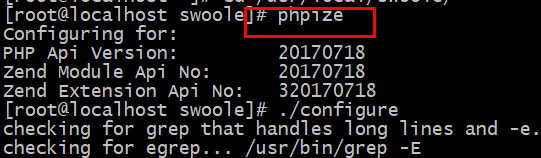 [root@localhost swoole]# phpize
Configuring for:
PHP Api Version:         20170718
Zend Module Api No:      20170718
Zend Extension Api No:   320170718
[root@localhost swoole]# ./configure
checking for grep that handles long lines and -e.
checking for egrep... /usr/bin/grep -E